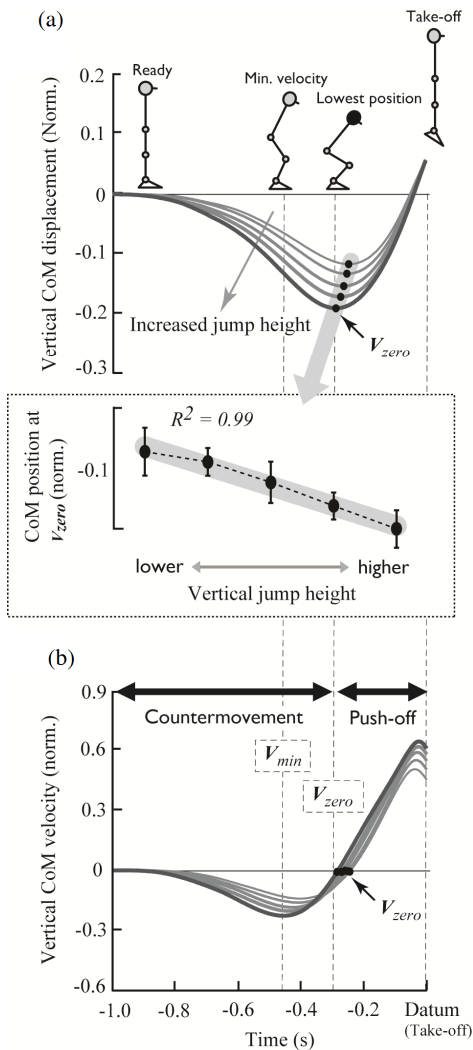 (a)
Take-off
Ready
Min. velocity
Lowest position
Vertical CoM displacement (Norm.)
0.2
0.1
0
-0.1
-0.2
-0.3
Increased jump height
Vzero
CoM position at
Vzero (norm.)
R2 = 0.99
-0.1
lower
higher
Vertical jump height
(b)
Vertical CoM velocity (norm.)
0.9
0.6
0.3
0
-0.3
-0.6
Countermovement
Push-off
Vmin
Vzero
Vzero
-1.0 -0.8 -0.6 -0.4 -0.2 Datum
(Take-off)
Time (s)